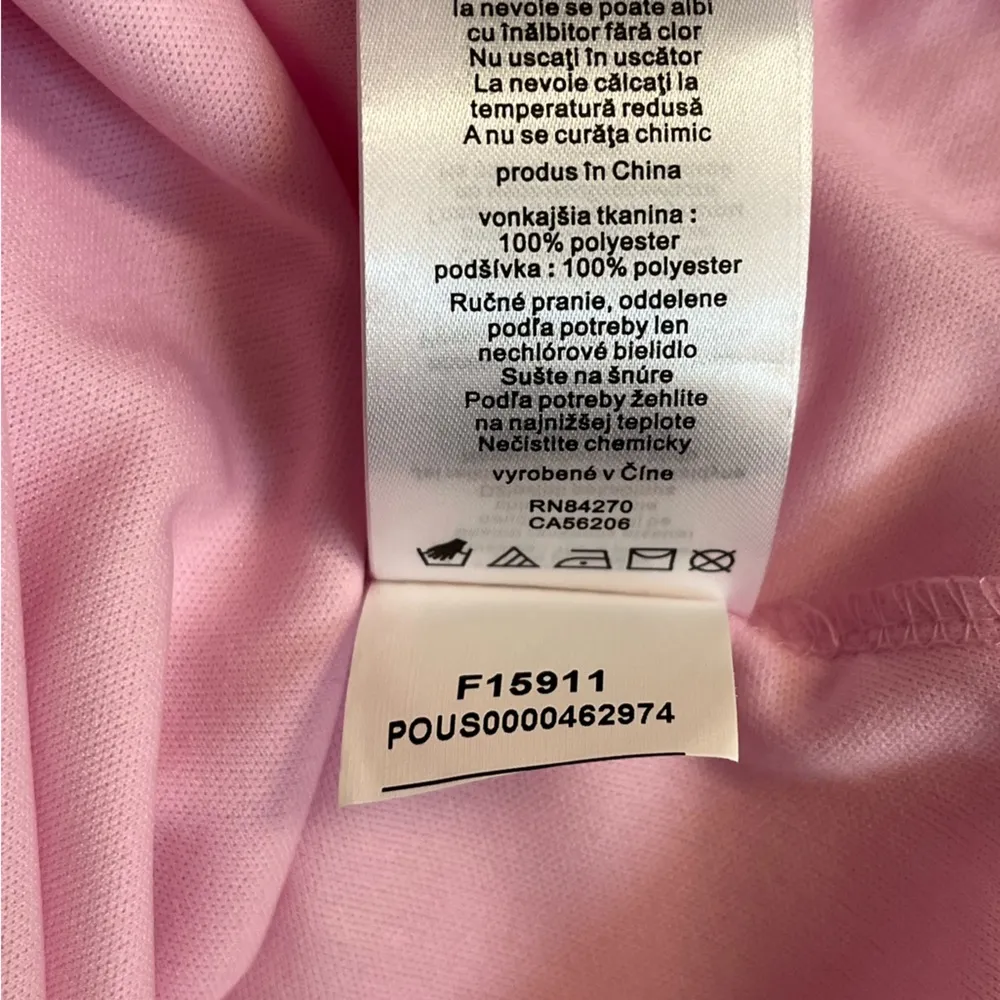 la nevoie se poate albi
cu înălbitor fără clor
Nu uscaţi în uscător
La nevoie călcaţi la
temperatură redusă
A nu se curăţa chimic
produs în China
vonkajšia tkanina :
100% polyester
podšívka : 100% polyester
Ručné pranie, oddelene
podľa potreby len
nechlórové bielidlo
Sušte na šnúre
Podľa potreby žehlite
na najnižšej teplote
Nečistite chemicky
vyrobené v Číne
RN84270
CA56206
F15911
POUS0000462974